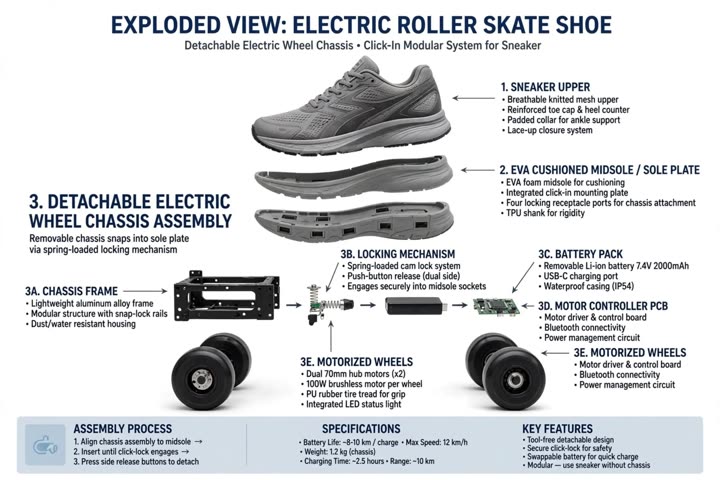 EXPLODED VIEW: ELECTRIC ROLLER SKATE SHOE
Detachable Electric Wheel Chassis • Click-In Modular System for Sneaker
1. SNEAKER UPPER
• Breathable knitted mesh upper
• Reinforced toe cap & heel counter
• Padded collar for ankle support
• Lace-up closure system
2. EVA CUSHIONED MIDSOLE / SOLE PLATE
• EVA foam midsole for cushioning
• Integrated click-in mounting plate
• Four locking receptacle ports for chassis attachment
• TPU shank for rigidity
3. DETACHABLE ELECTRIC
WHEEL CHASSIS ASSEMBLY
Removable chassis snaps into sole plate
via spring-loaded locking mechanism
3A. CHASSIS FRAME
• Lightweight aluminum alloy frame
• Modular structure with snap-lock rails
• Dust/water resistant housing
3B. LOCKING MECHANISM
• Spring-loaded cam lock system
• Push-button release (dual side)
• Engages securely into midsole sockets
3C. BATTERY PACK
• Removable Li-ion battery 7.4V 2000mAh
• USB-C charging port
• Waterproof casing (IP54)
3D. MOTOR CONTROLLER PCB
• Motor driver & control board
• Bluetooth connectivity
• Power management circuit
3E. MOTORIZED WHEELS
• Dual 70mm hub motors (x2)
• 100W brushless motor per wheel
• PU rubber tire tread for grip
• Integrated LED status light
3E. MOTORIZED WHEELS
• Motor driver & control board
• Bluetooth connectivity
• Power management circuit
ASSEMBLY PROCESS
1. Align chassis assembly to midsole →
2. Insert until click-lock engages →
3. Press side release buttons to detach
SPECIFICATIONS
• Battery Life: ~8-10 km / charge • Max Speed: 12 km/h
• Weight: 1.2 kg (chassis)
• Charging Time: ~2.5 hours • Range: ~10 km
KEY FEATURES
• Tool-free detachable design
• Secure click-lock for safety
• Swappable battery for quick charge
• Modular — use sneaker without chassis